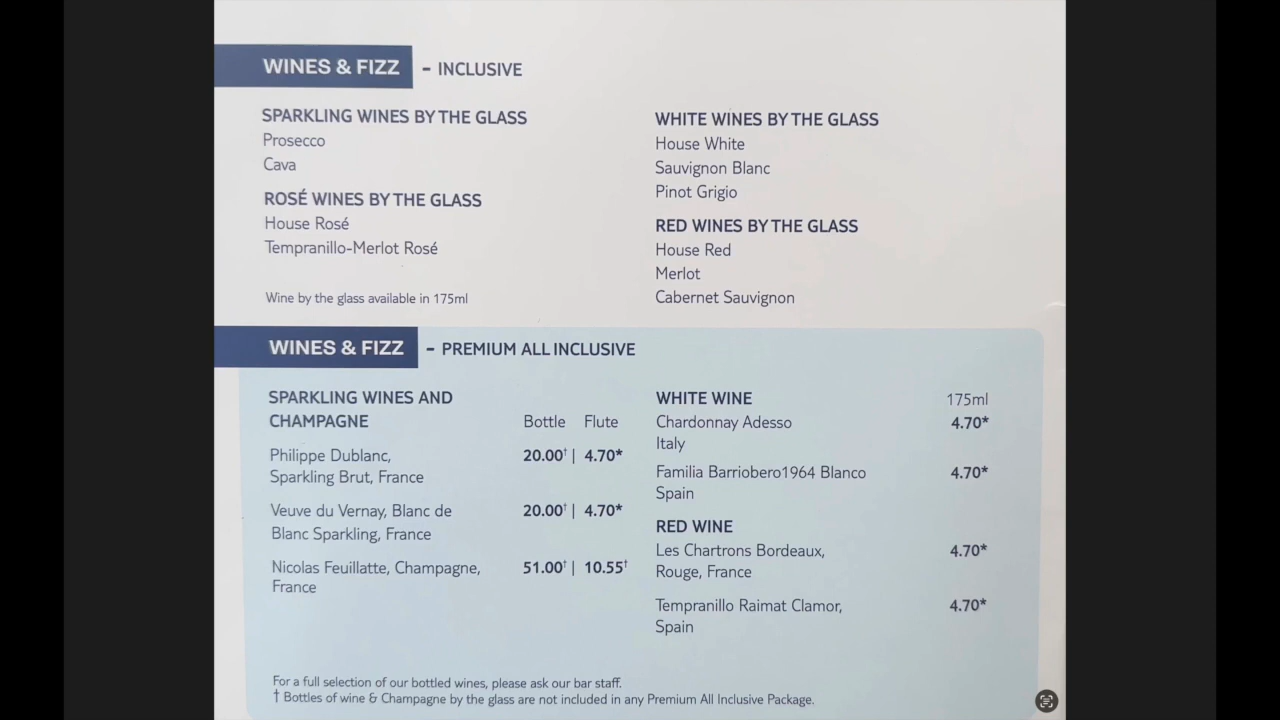 WINES & FIZZ - INCLUSIVE
SPARKLING WINES BY THE GLASS
Prosecco
Cava
ROSÉ WINES BY THE GLASS
House Rosé
Tempranillo-Merlot Rosé
Wine by the glass available in 175ml
WHITE WINES BY THE GLASS
House White
Sauvignon Blanc
Pinot Grigio
RED WINES BY THE GLASS
House Red
Merlot
Cabernet Sauvignon
WINES & FIZZ - PREMIUM ALL INCLUSIVE
SPARKLING WINES AND
CHAMPAGNE Bottle Flute
Philippe Dublanc, 20.00† | 4.70*
Sparkling Brut, France
Veuve du Vernay, Blanc de 20.00† | 4.70*
Blanc Sparkling, France
Nicolas Feuillatte, Champagne, 51.00† | 10.55†
France
WHITE WINE 175ml
Chardonnay Adesso 4.70*
Italy
Familia Barriobero1964 Blanco 4.70*
Spain
RED WINE
Les Chartrons Bordeaux, 4.70*
Rouge, France
Tempranillo Raimat Clamor, 4.70*
Spain
For a full selection of our bottled wines, please ask our bar staff.
† Bottles of wine & Champagne by the glass are not included in any Premium All Inclusive Package.